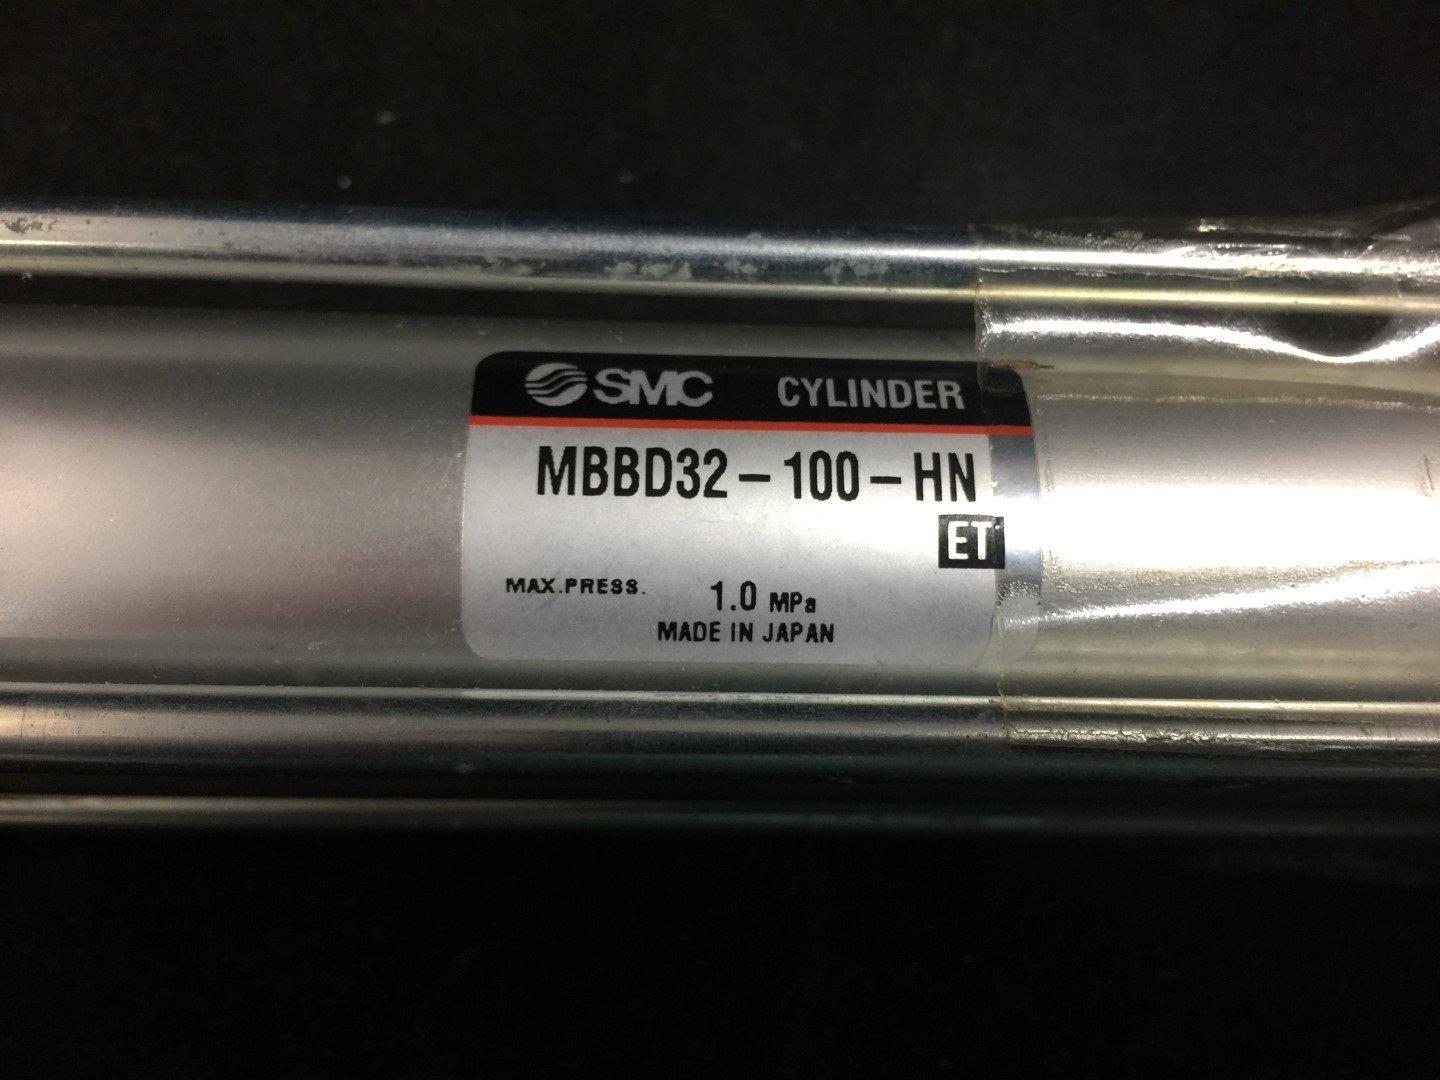 SMC CYLINDER
MBBD32-100-HN
ET
MAX.PRESS. 1.0 MPa
MADE IN JAPAN